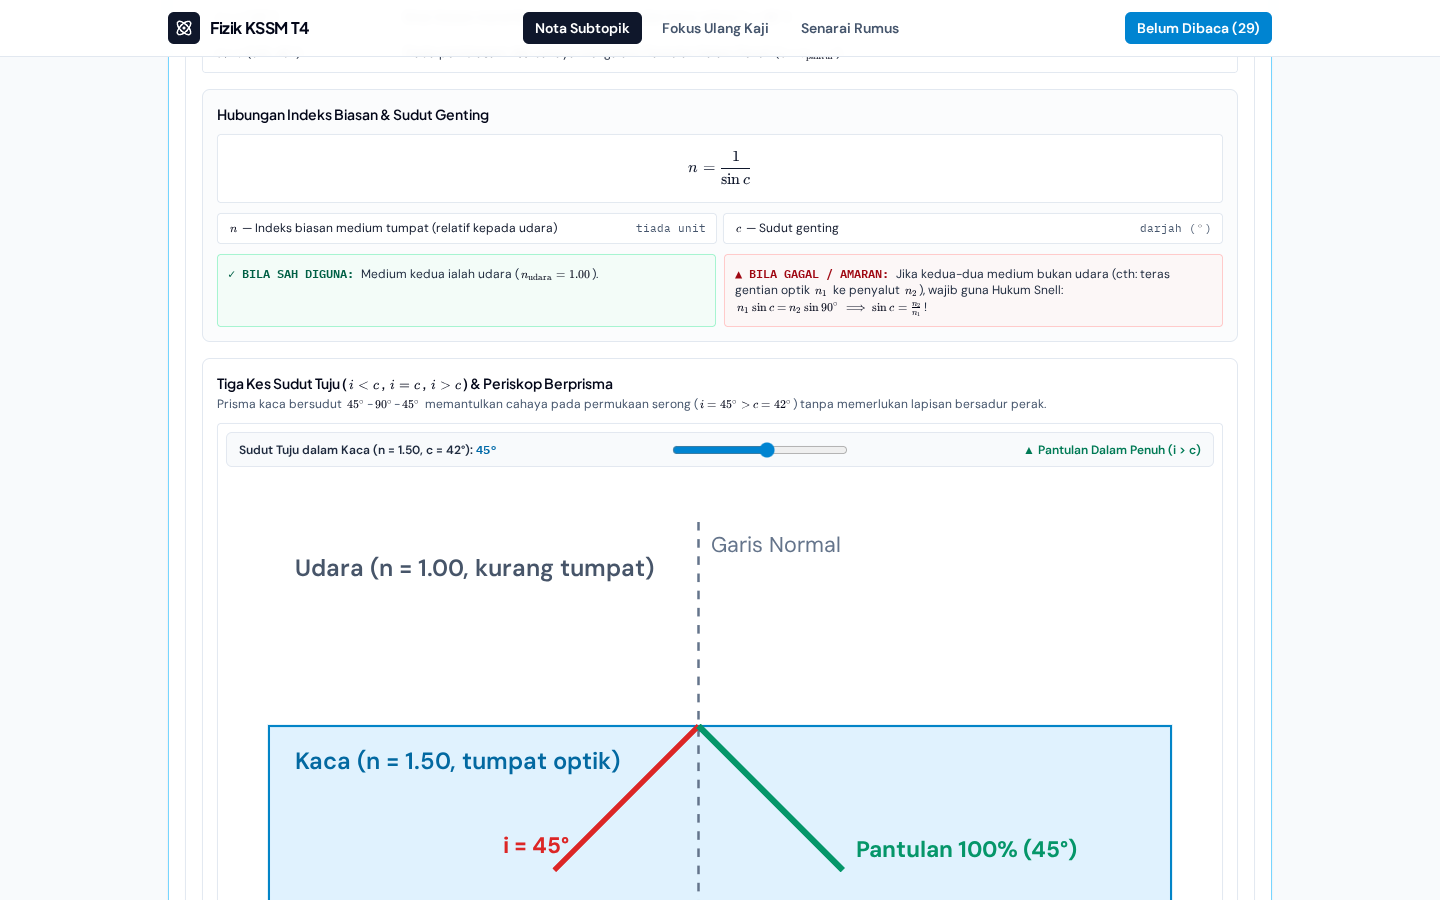 Fizik KSSM T4
Nota Subtopik
Fokus Ulang Kaji
Senarai Rumus
Belum Dibaca (29)
Hubungan Indeks Biasan & Sudut Genting
n = 1 / sin c
n — Indeks biasan medium tumpat (relatif kepada udara)
tiada unit
c — Sudut genting
darjah (°)
✓ BILA SAH DIGUNA: Medium kedua ialah udara (n_udara = 1.00).
▲ BILA GAGAL / AMARAN: Jika kedua-dua medium bukan udara (cth: teras
gentian optik n₁ ke penyalut n₂), wajib guna Hukum Snell:
n₁ sin c = n₂ sin 90° ⟹ sin c = n₂/n₁ !
Tiga Kes Sudut Tuju (i < c, i = c, i > c) & Periskop Berprisma
Prisma kaca bersudut 45° – 90° – 45° memantulkan cahaya pada permukaan serong (i = 45° > c = 42°) tanpa memerlukan lapisan bersadur perak.
Sudut Tuju dalam Kaca (n = 1.50, c = 42°): 45°
▲ Pantulan Dalam Penuh (i > c)
Garis Normal
Udara (n = 1.00, kurang tumpat)
Kaca (n = 1.50, tumpat optik)
i = 45°
Pantulan 100% (45°)